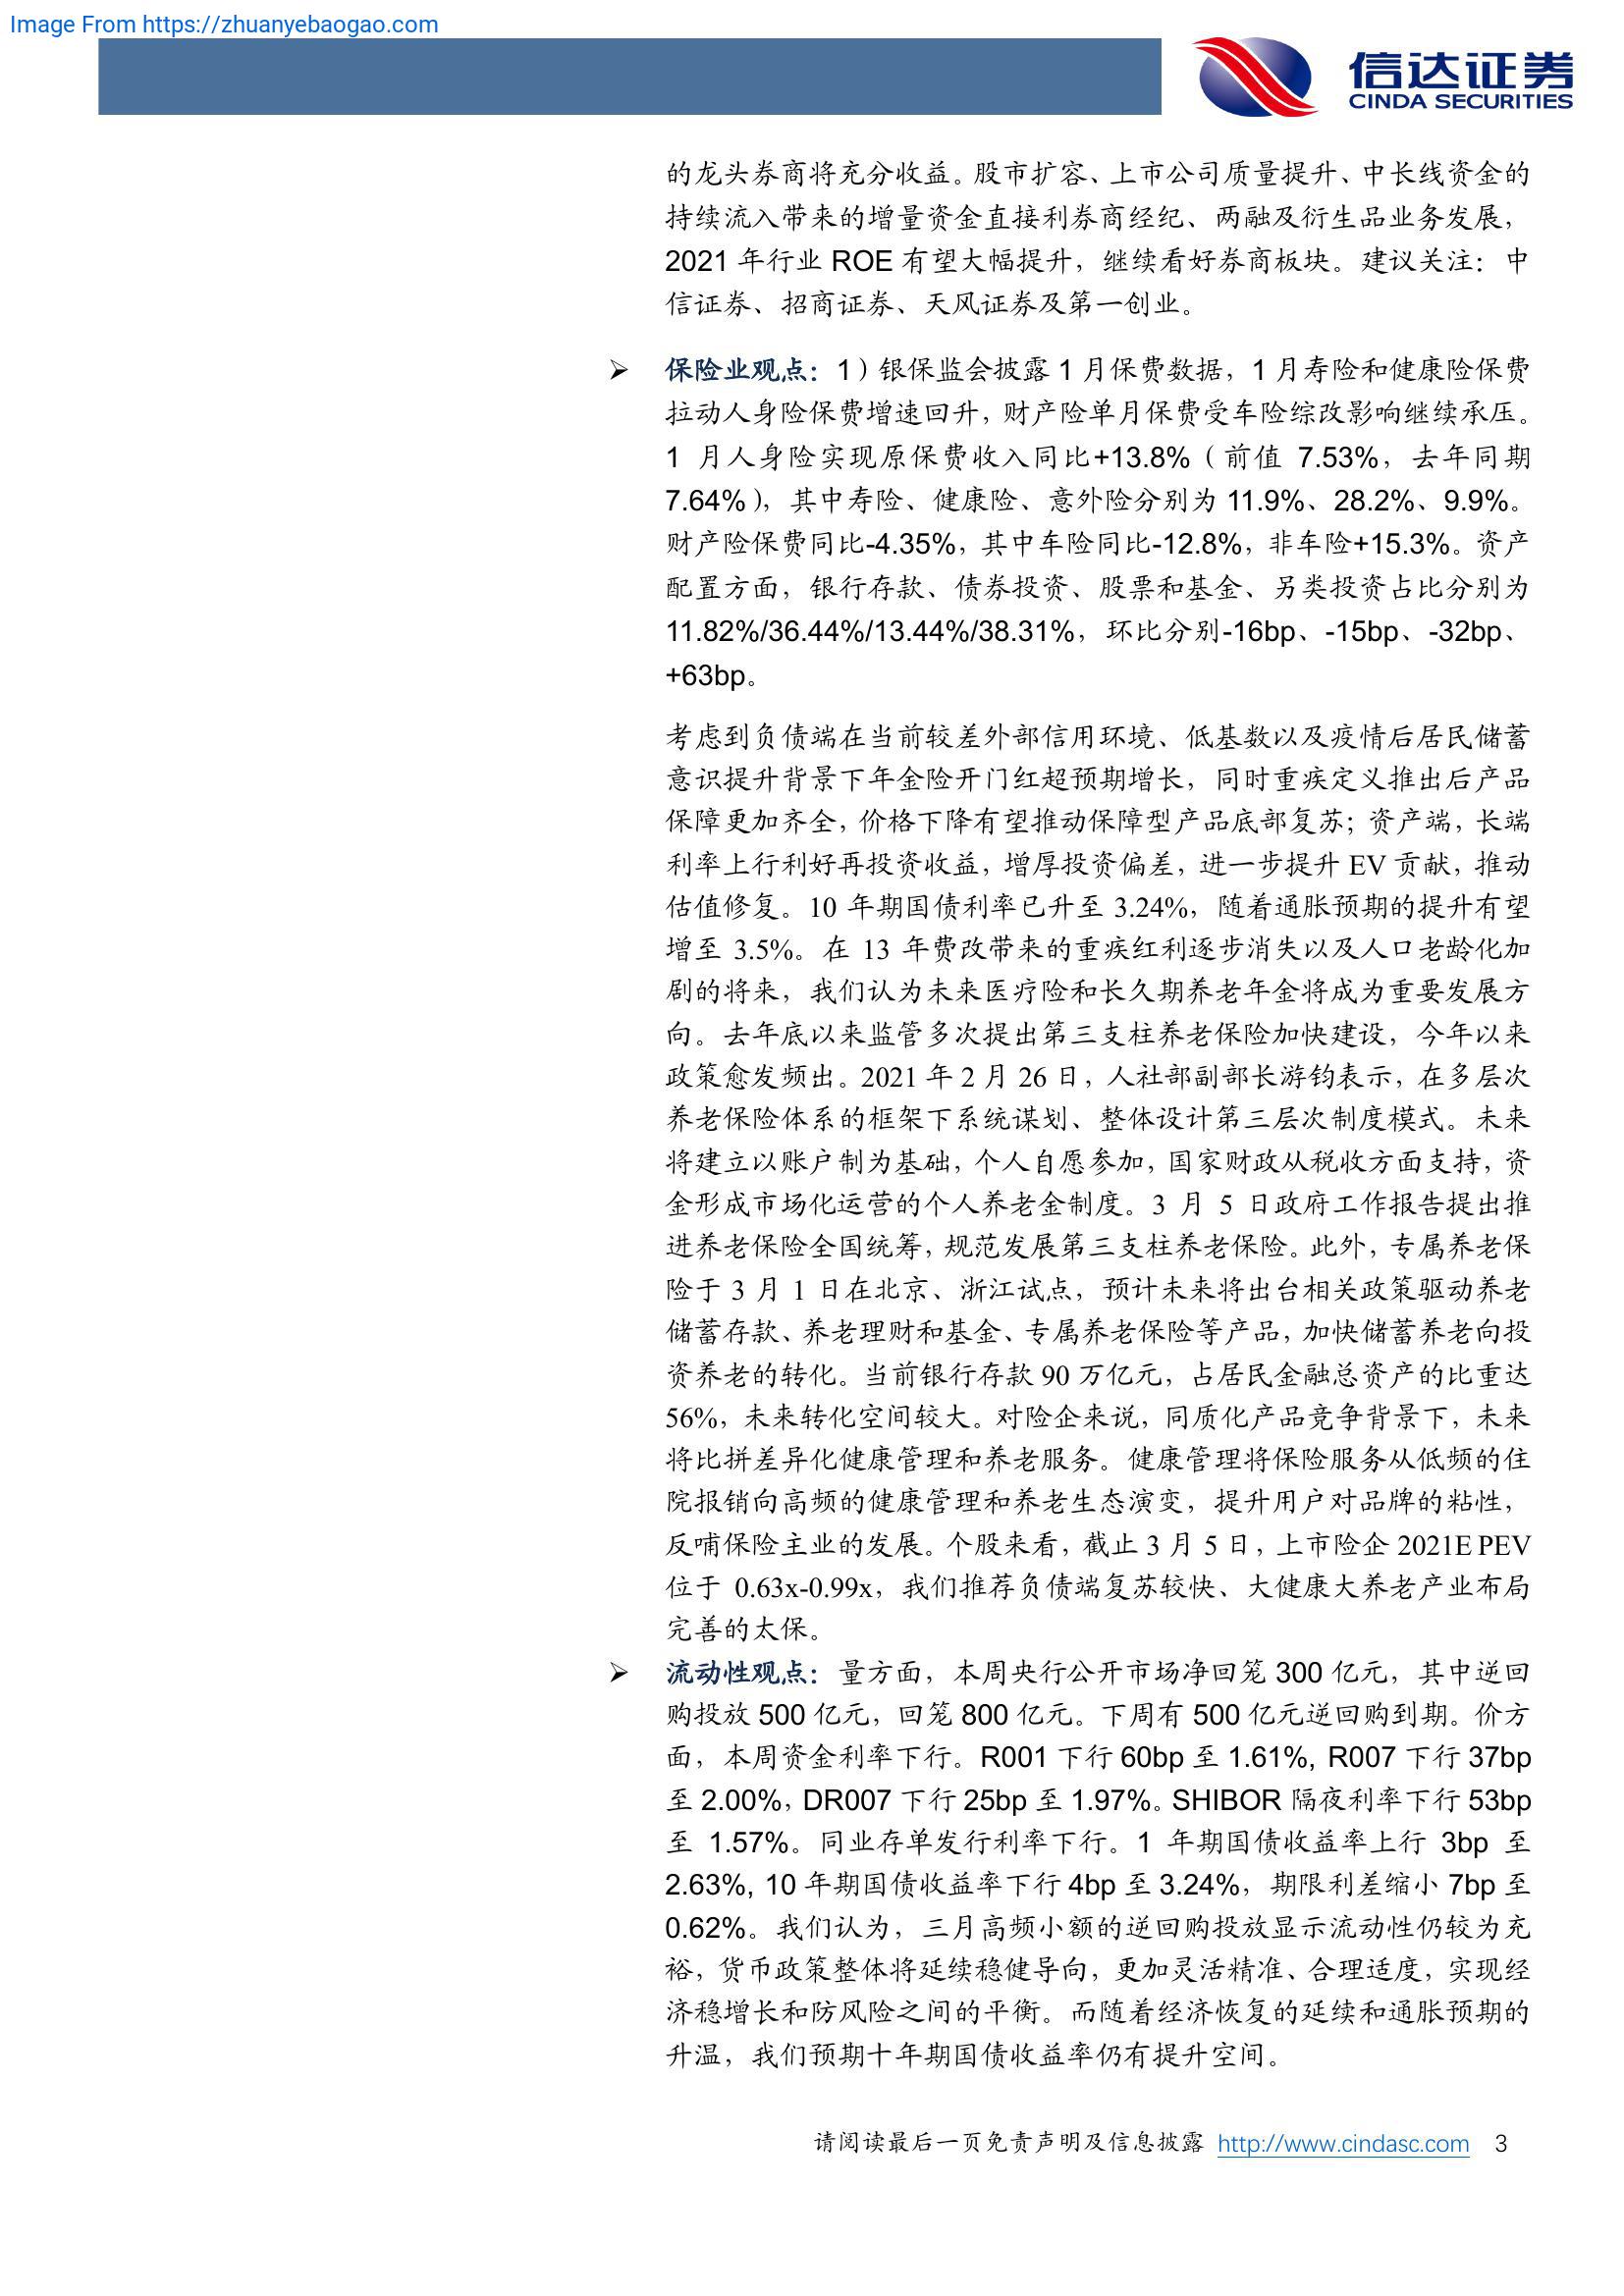 Image From https://zhuanyebaogao.com
信达证券
CINDA SECURITIES
的龙头券商将充分收益。股市扩容、上市公司质量提升、中长线资金的
持续流入带来的增量资金直接利券商经纪、两融及衍生品业务发展，
2021 年行业 ROE 有望大幅提升，继续看好券商板块。建议关注：中
信证券、招商证券、天风证券及第一创业。
➢ 保险业观点：1）银保监会披露 1 月保费数据，1 月寿险和健康险保费
拉动人身险保费增速回升，财产险单月保费受车险综改影响继续承压。
1 月人身险实现原保费收入同比+13.8%（前值 7.53%，去年同期
7.64%），其中寿险、健康险、意外险分别为 11.9%、28.2%、9.9%。
财产险保费同比-4.35%，其中车险同比-12.8%，非车险+15.3%。资产
配置方面，银行存款、债券投资、股票和基金、另类投资占比分别为
11.82%/36.44%/13.44%/38.31%，环比分别-16bp、-15bp、-32bp、
+63bp。
考虑到负债端在当前较差外部信用环境、低基数以及疫情后居民储蓄
意识提升背景下年金险开门红超预期增长，同时重疾定义推出后产品
保障更加齐全，价格下降有望推动保障型产品底部复苏；资产端，长端
利率上行利好再投资收益，增厚投资偏差，进一步提升 EV 贡献，推动
估值修复。10 年期国债利率已升至 3.24%，随着通胀预期的提升有望
增至 3.5%。在 13 年费改带来的重疾红利逐步消失以及人口老龄化加
剧的将来，我们认为未来医疗险和长久期养老年金将成为重要发展方
向。去年底以来监管多次提出第三支柱养老保险加快建设，今年以来
政策愈发频出。2021 年 2 月 26 日，人社部副部长游钧表示，在多层次
养老保险体系的框架下系统谋划、整体设计第三层次制度模式。未来
将建立以账户制为基础，个人自愿参加，国家财政从税收方面支持，资
金形成市场化运营的个人养老金制度。3 月 5 日政府工作报告提出推
进养老保险全国统筹，规范发展第三支柱养老保险。此外，专属养老保
险于 3 月 1 日在北京、浙江试点，预计未来将出台相关政策驱动养老
储蓄存款、养老理财和基金、专属养老保险等产品，加快储蓄养老向投
资养老的转化。当前银行存款 90 万亿元，占居民金融总资产的比重达
56%，未来转化空间较大。对险企来说，同质化产品竞争背景下，未来
将比拼差异化健康管理和养老服务。健康管理将保险服务从低频的住
院报销向高频的健康管理和养老生态演变，提升用户对品牌的粘性，
反哺保险主业的发展。个股来看，截止 3 月 5 日，上市险企 2021E PEV
位于 0.63x-0.99x，我们推荐负债端复苏较快、大健康大养老产业布局
完善的太保。
➢ 流动性观点：量方面，本周央行公开市场净回笼 300 亿元，其中逆回
购投放 500 亿元，回笼 800 亿元。下周有 500 亿元逆回购到期。价方
面，本周资金利率下行。R001 下行 60bp 至 1.61%, R007 下行 37bp
至 2.00%，DR007 下行 25bp 至 1.97%。SHIBOR 隔夜利率下行 53bp
至 1.57%。同业存单发行利率下行。1 年期国债收益率上行 3bp 至
2.63%, 10 年期国债收益率下行 4bp 至 3.24%，期限利差缩小 7bp 至
0.62%。我们认为，三月高频小额的逆回购投放显示流动性仍较为充
裕，货币政策整体将延续稳健导向，更加灵活精准、合理适度，实现经
济稳增长和防风险之间的平衡。而随着经济恢复的延续和通胀预期的
升温，我们预期十年期国债收益率仍有提升空间。
请阅读最后一页免责声明及信息披露 http://www.cindasc.com 3